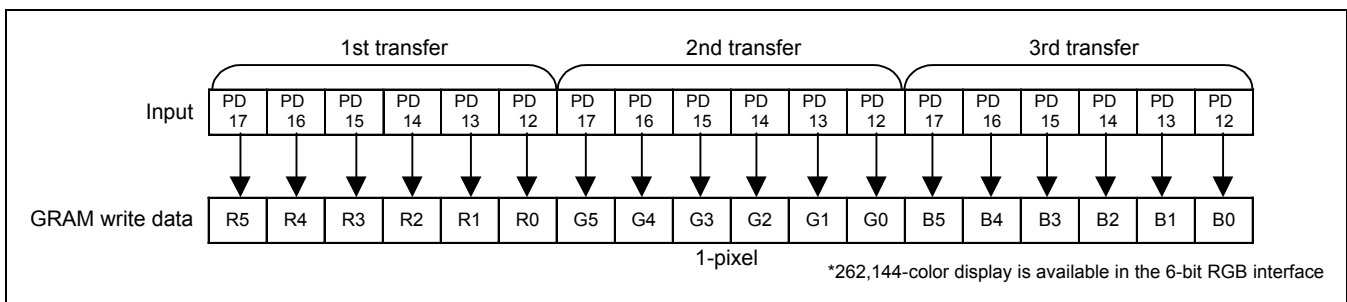 1st transfer 2nd transfer 3rd transfer
Input PD 17 PD 16 PD 15 PD 14 PD 13 PD 12 PD 17 PD 16 PD 15 PD 14 PD 13 PD 12 PD 17 PD 16 PD 15 PD 14 PD 13 PD 12
GRAM write data R5 R4 R3 R2 R1 R0 G5 G4 G3 G2 G1 G0 B5 B4 B3 B2 B1 B0
1-pixel
*262,144-color display is available in the 6-bit RGB interface